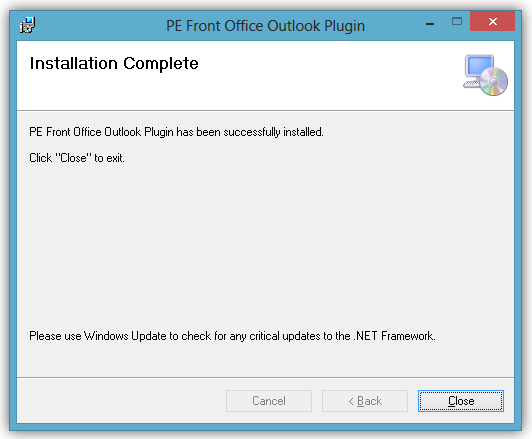 PE Front Office Outlook Plugin
Installation Complete
PE Front Office Outlook Plugin has been successfully installed.
Click "Close" to exit.
Please use Windows Update to check for any critical updates to the .NET Framework.
Cancel
< Back
Close